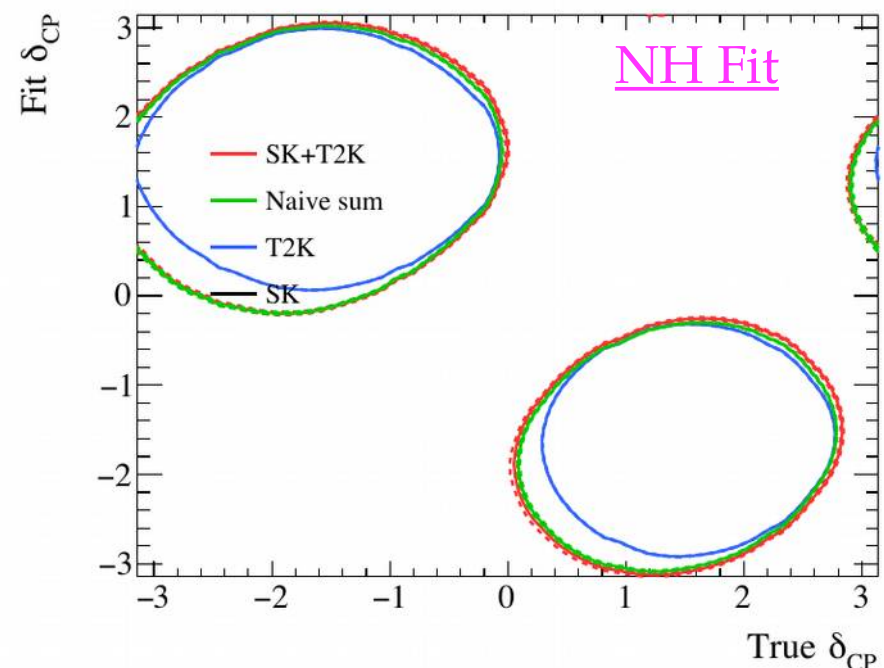 NH Fit
Fit δCP
3
2
1
0
−1
−2
−3
SK+T2K
Naive sum
T2K
SK
−3 −2 −1 0 1 2 3
True δCP